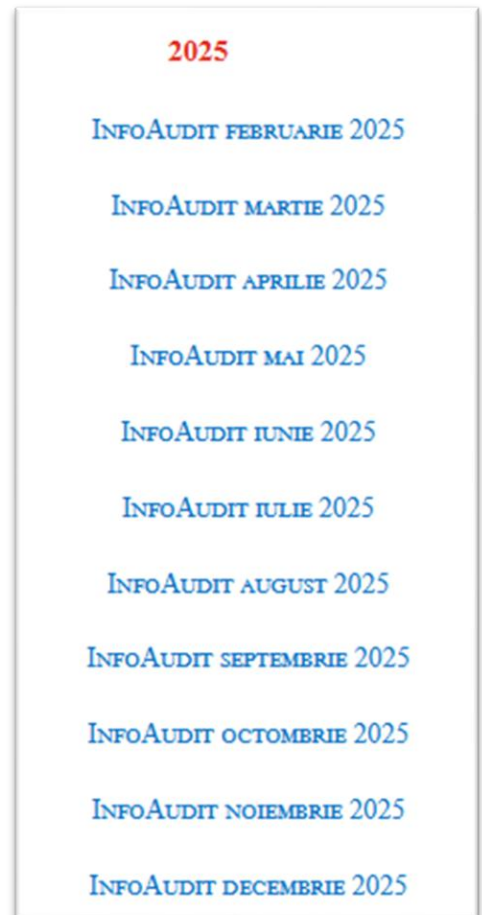 2025
InfoAudit februarie 2025
InfoAudit martie 2025
InfoAudit aprilie 2025
InfoAudit mai 2025
InfoAudit iunie 2025
InfoAudit iulie 2025
InfoAudit august 2025
InfoAudit septembrie 2025
InfoAudit octombrie 2025
InfoAudit noiembrie 2025
InfoAudit decembrie 2025